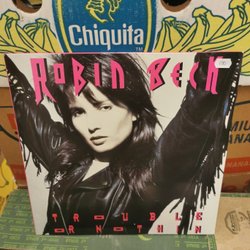 Chiquita
ROBIN BECK
TROUBLE
OR NOTHIN